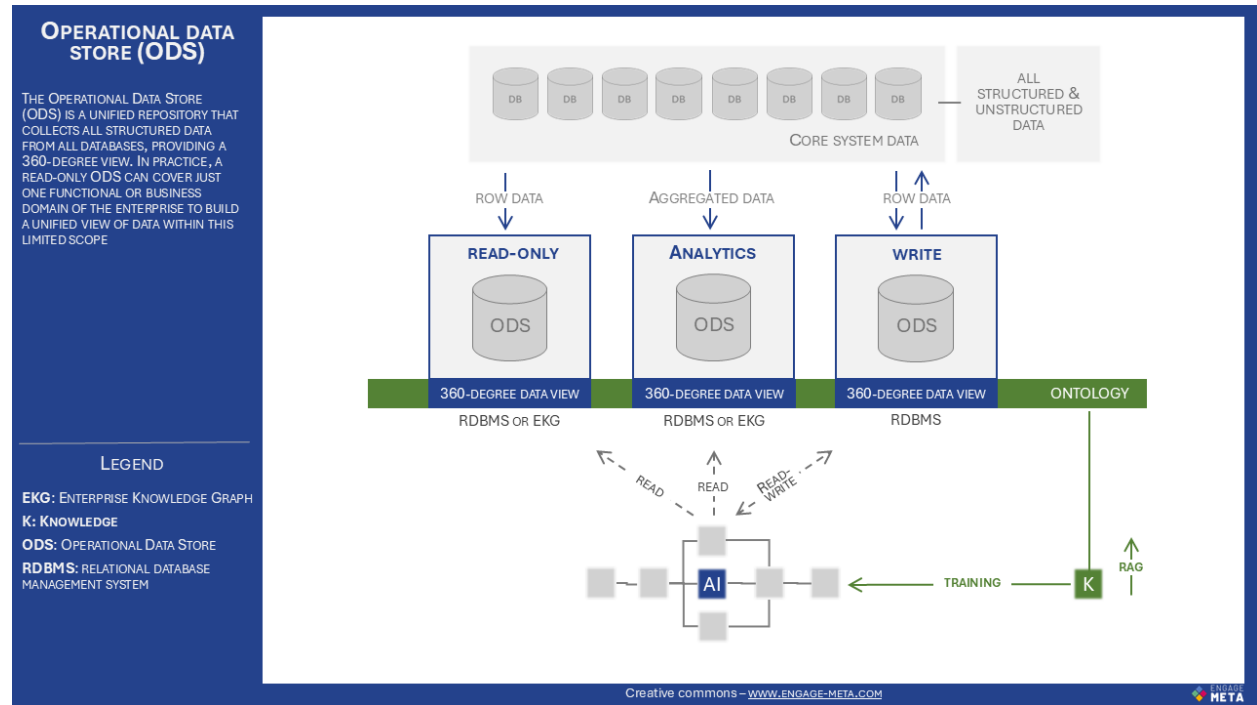 OPERATIONAL DATA
STORE (ODS)
THE OPERATIONAL DATA STORE
(ODS) IS A UNIFIED REPOSITORY THAT
COLLECTS ALL STRUCTURED DATA
FROM ALL DATABASES, PROVIDING A
360-DEGREE VIEW. IN PRACTICE, A
READ-ONLY ODS CAN COVER JUST
ONE FUNCTIONAL OR BUSINESS
DOMAIN OF THE ENTERPRISE TO BUILD
A UNIFIED VIEW OF DATA WITHIN THIS
LIMITED SCOPE
LEGEND
EKG: ENTERPRISE KNOWLEDGE GRAPH
K: KNOWLEDGE
ODS: OPERATIONAL DATA STORE
RDBMS: RELATIONAL DATABASE
MANAGEMENT SYSTEM
DB DB DB DB DB DB DB DB
CORE SYSTEM DATA
ALL
STRUCTURED &
UNSTRUCTURED
DATA
ROW DATA
AGGREGATED DATA
ROW DATA
READ-ONLY
ANALYTICS
WRITE
ODS
ODS
ODS
360-DEGREE DATA VIEW
360-DEGREE DATA VIEW
360-DEGREE DATA VIEW
ONTOLOGY
RDBMS OR EKG
RDBMS OR EKG
RDBMS
READ
READ
READ-
WRITE
AI
TRAINING
K
RAG
Creative commons – WWW.ENGAGE-META.COM
ENGAGE
META